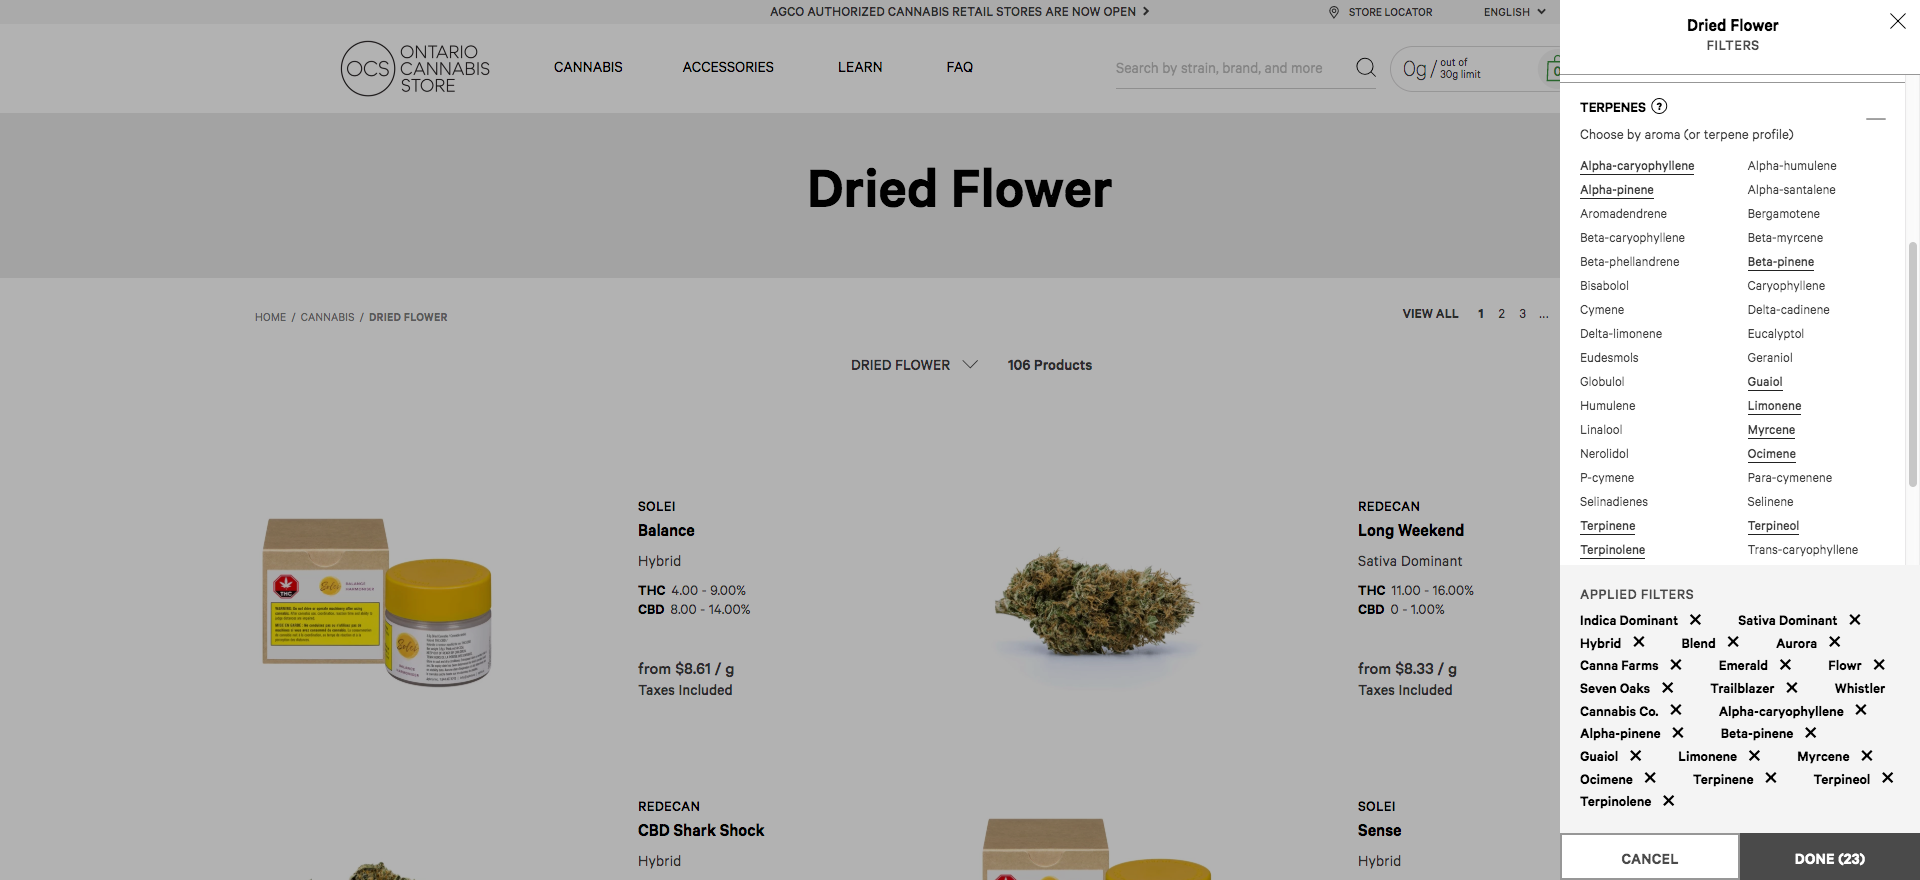 AGCO AUTHORIZED CANNABIS RETAIL STORES ARE NOW OPEN
STORE LOCATOR
ENGLISH
OCS
ONTARIO
CANNABIS
STORE
CANNABIS
ACCESSORIES
LEARN
FAQ
Search by strain, brand, and more
0g / out of
30g limit
0
Dried Flower
HOME / CANNABIS / DRIED FLOWER
VIEW ALL 1 2 3 ...
DRIED FLOWER
106 Products
SOLEI
Balance
Hybrid
THC 4.00 - 9.00%
CBD 8.00 - 14.00%
from $8.61 / g
Taxes Included
THC
Solei
REDECAN
Long Weekend
Sativa Dominant
THC 11.00 - 16.00%
CBD 0 - 1.00%
from $8.33 / g
Taxes Included
REDECAN
CBD Shark Shock
Hybrid
SOLEI
Sense
Hybrid
Dried Flower
FILTERS
TERPENES ?
Choose by aroma (or terpene profile)
Alpha-caryophyllene
Alpha-humulene
Alpha-pinene
Alpha-santalene
Aromadendrene
Bergamotene
Beta-caryophyllene
Beta-myrcene
Beta-phellandrene
Beta-pinene
Bisabolol
Caryophyllene
Cymene
Delta-cadinene
Delta-limonene
Eucalyptol
Eudesmols
Geraniol
Globulol
Guaiol
Humulene
Limonene
Linalool
Myrcene
Nerolidol
Ocimene
P-cymene
Para-cymenene
Selinadienes
Selinene
Terpinene
Terpineol
Terpinolene
Trans-caryophyllene
APPLIED FILTERS
Indica Dominant Sativa Dominant
Hybrid Blend Aurora
Canna Farms Emerald Flowr
Seven Oaks Trailblazer Whistler
Cannabis Co. Alpha-caryophyllene
Alpha-pinene Beta-pinene
Guaiol Limonene Myrcene
Ocimene Terpinene Terpineol
Terpinolene
CANCEL
DONE (23)